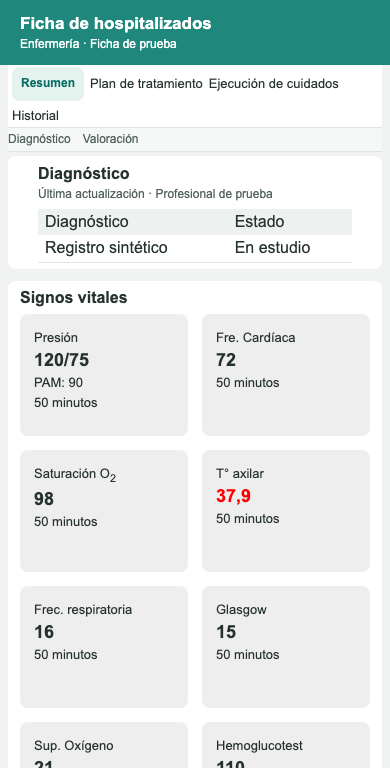 Ficha de hospitalizados
Enfermería · Ficha de prueba
Resumen Plan de tratamiento Ejecución de cuidados
Historial
Diagnóstico Valoración
Diagnóstico
Última actualización · Profesional de prueba
Diagnóstico Estado
Registro sintético En estudio
Signos vitales
Presión
120/75
PAM: 90
50 minutos
Fre. Cardíaca
72
50 minutos
Saturación O2
98
50 minutos
T° axilar
37,9
50 minutos
Frec. respiratoria
16
50 minutos
Glasgow
15
50 minutos
Sup. Oxígeno
21
Hemoglucotest
110